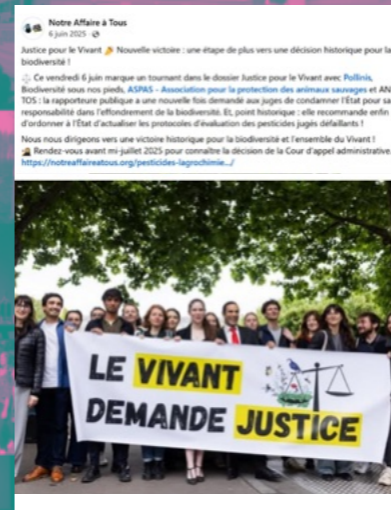 Notre Affaire à Tous
6 juin 2025
Justice pour le Vivant Nouvelle victoire : une étape de plus vers une décision historique pour la
biodiversité !
Ce vendredi 6 juin marque un tournant dans le dossier Justice pour le Vivant avec Pollinis,
Biodiversité sous nos pieds, ASPAS - Association pour la protection des animaux sauvages et AN
TOS : la rapporteure publique a une nouvelle fois demandé aux juges de condamner l'État pour sa
responsabilité dans l'effondrement de la biodiversité. Et, point historique : elle recommande enfin
d'ordonner à l'État d'actualiser les protocoles d'évaluation des pesticides jugés défaillants !
Nous nous dirigeons vers une victoire historique pour la biodiversité et l'ensemble du Vivant !
Rendez-vous avant mi-juillet 2025 pour connaître la décision de la Cour d'appel administrative.
https://notreaffaireatous.org/pesticides-lagrochimie.../
LE VIVANT
DEMANDE JUSTICE